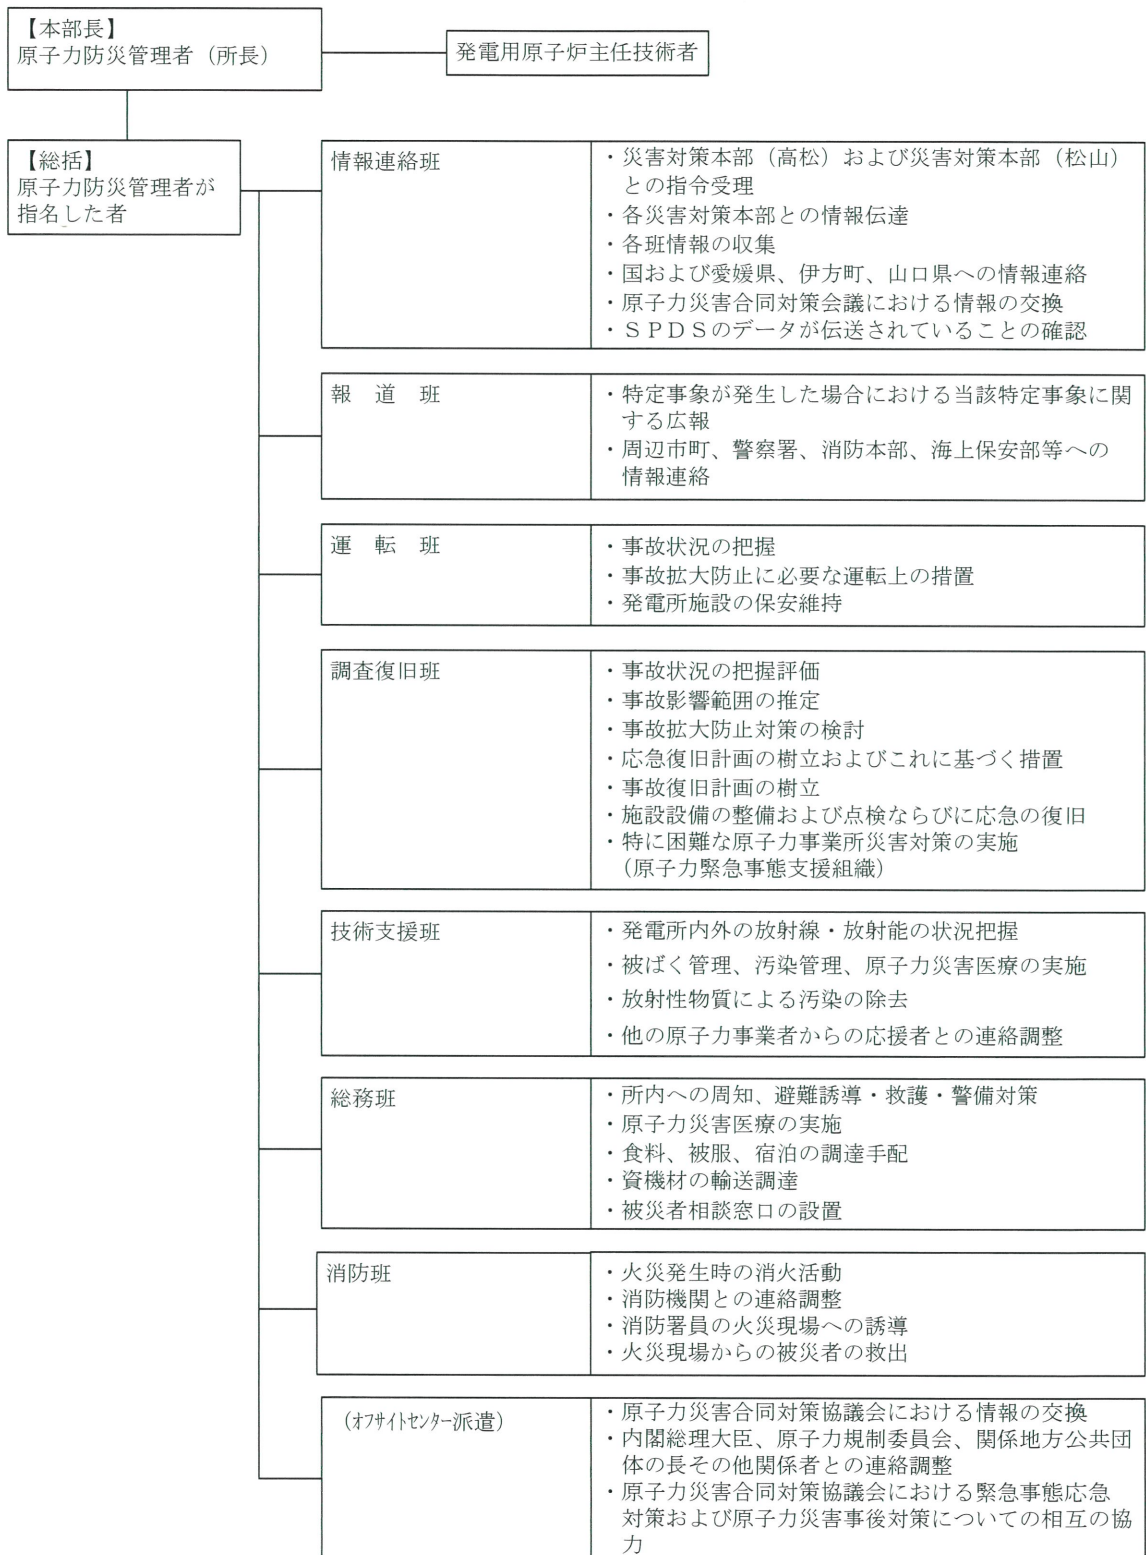 【本部長】
原子力防災管理者（所長）
発電用原子炉主任技術者
【総括】
原子力防災管理者が
指名した者
情報連絡班
・災害対策本部（高松）および災害対策本部（松山）
との指令受理
・各災害対策本部との情報伝達
・各班情報の収集
・国および愛媛県、伊方町、山口県への情報連絡
・原子力災害合同対策会議における情報の交換
・ＳＰＤＳのデータが伝送されていることの確認
報　道　班
・特定事象が発生した場合における当該特定事象に関
する広報
・周辺市町、警察署、消防本部、海上保安部等への
情報連絡
運　転　班
・事故状況の把握
・事故拡大防止に必要な運転上の措置
・発電所施設の保安維持
調査復旧班
・事故状況の把握評価
・事故影響範囲の推定
・事故拡大防止対策の検討
・応急復旧計画の樹立およびこれに基づく措置
・事故復旧計画の樹立
・施設設備の整備および点検ならびに応急の復旧
・特に困難な原子力事業所災害対策の実施
（原子力緊急事態支援組織）
技術支援班
・発電所内外の放射線・放射能の状況把握
・被ばく管理、汚染管理、原子力災害医療の実施
・放射性物質による汚染の除去
・他の原子力事業者からの応援者との連絡調整
総務班
・所内への周知、避難誘導・救護・警備対策
・原子力災害医療の実施
・食料、被服、宿泊の調達手配
・資機材の輸送調達
・被災者相談窓口の設置
消防班
・火災発生時の消火活動
・消防機関との連絡調整
・消防署員の火災現場への誘導
・火災現場からの被災者の救出
（ｵﾌｻｲﾄｾﾝﾀｰ派遣）
・原子力災害合同対策協議会における情報の交換
・内閣総理大臣、原子力規制委員会、関係地方公共団
体の長その他関係者との連絡調整
・原子力災害合同対策協議会における緊急事態応急
対策および原子力災害事後対策についての相互の協
力